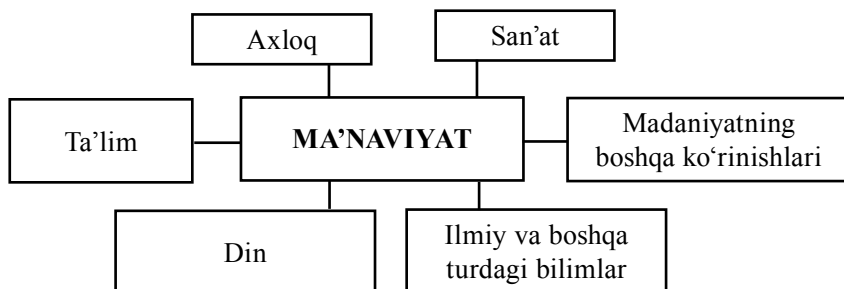 Axloq
San’at
Ta’lim
MA’NAVIYAT
Madaniyatning
boshqa ko‘rinishlari
Din
Ilmiy va boshqa
turdagi bilimlar